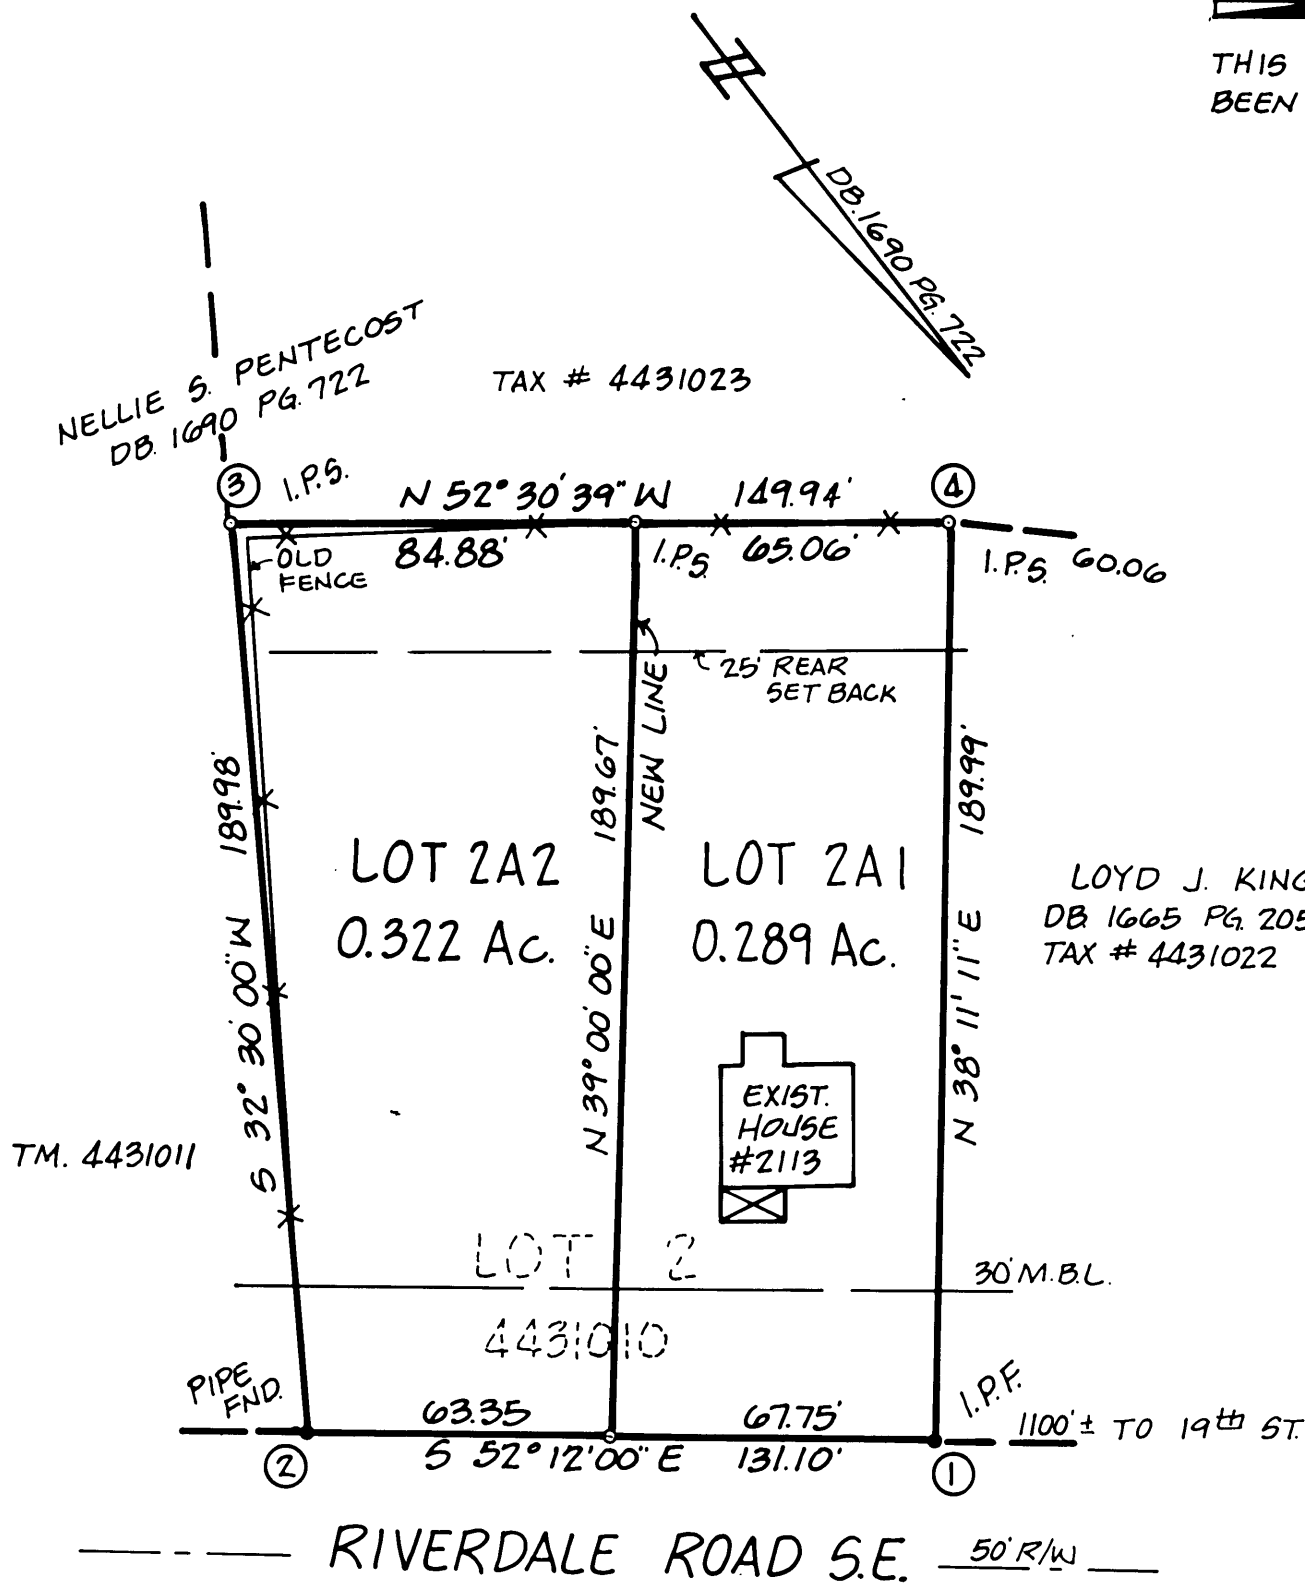 THIS
BEEN
DB. 1690 PG. 722
NELLIE S. PENTECOST
DB. 1690 PG. 722
TAX # 4431023
3
I.P.S.
N 52° 30' 39" W
149.94'
4
84.88'
I.P.S.
65.06'
I.P.S.
60.06
OLD
FENCE
25' REAR
SET BACK
NEW LINE
S 32° 30' 00" W 189.98'
N 39° 00' 00" E 189.67'
N 38° 11' 11" E 189.99'
LOT 2A2
0.322 Ac.
LOT 2A1
0.289 Ac.
LOYD J. KING
DB. 1665 PG. 205
TAX # 4431022
EXIST.
HOUSE
#2113
TM. 4431011
LOT 2
4431010
30' M.B.L.
PIPE
FND.
I.P.F.
63.35
67.75'
1100' ± TO 19th ST.
2
S 52° 12' 00" E
131.10'
1
RIVERDALE ROAD S.E.
50' R/W